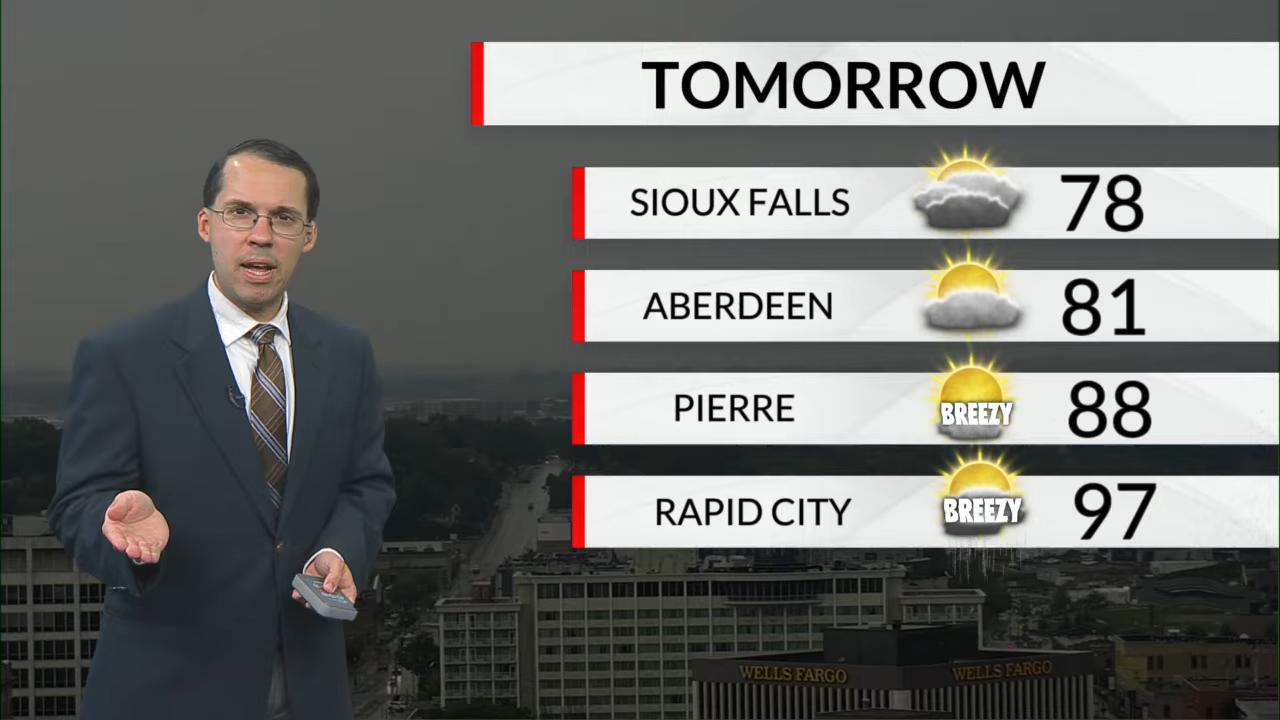 TOMORROW
SIOUX FALLS 78
ABERDEEN 81
PIERRE BREEZY 88
RAPID CITY BREEZY 97
WELLS FARGO WELLS FARGO